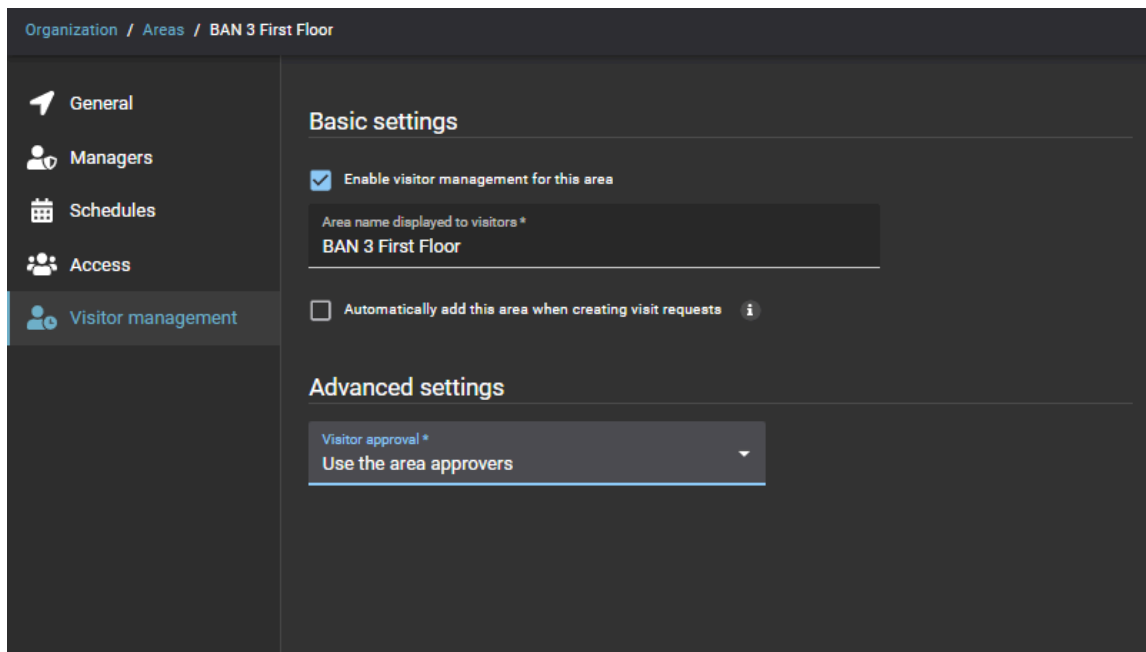 Organization / Areas / BAN 3 First Floor
General
Managers
Schedules
Access
Visitor management
Basic settings
Enable visitor management for this area
Area name displayed to visitors *
BAN 3 First Floor
Automatically add this area when creating visit requests i
Advanced settings
Visitor approval *
Use the area approvers